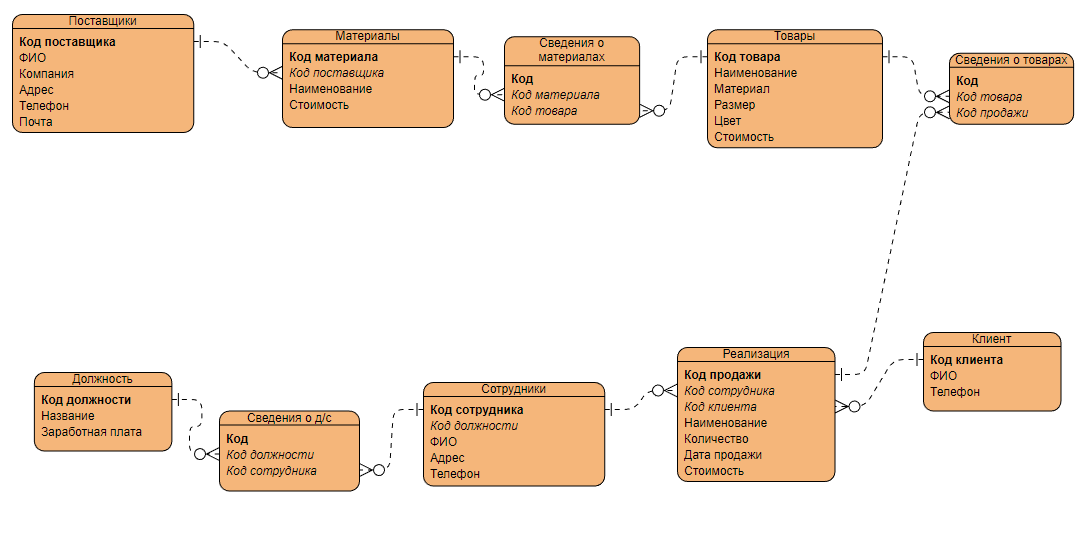 Поставщики
Код поставщика
ФИО
Компания
Адрес
Телефон
Почта
Материалы
Код материала
Код поставщика
Наименование
Стоимость
Сведения о
материалах
Код
Код материала
Код товара
Товары
Код товара
Наименование
Материал
Размер
Цвет
Стоимость
Сведения о товарах
Код
Код товара
Код продажи
Должность
Код должности
Название
Заработная плата
Сведения о д/с
Код
Код должности
Код сотрудника
Сотрудники
Код сотрудника
Код должности
ФИО
Адрес
Телефон
Реализация
Код продажи
Код сотрудника
Код клиента
Наименование
Количество
Дата продажи
Стоимость
Клиент
Код клиента
ФИО
Телефон